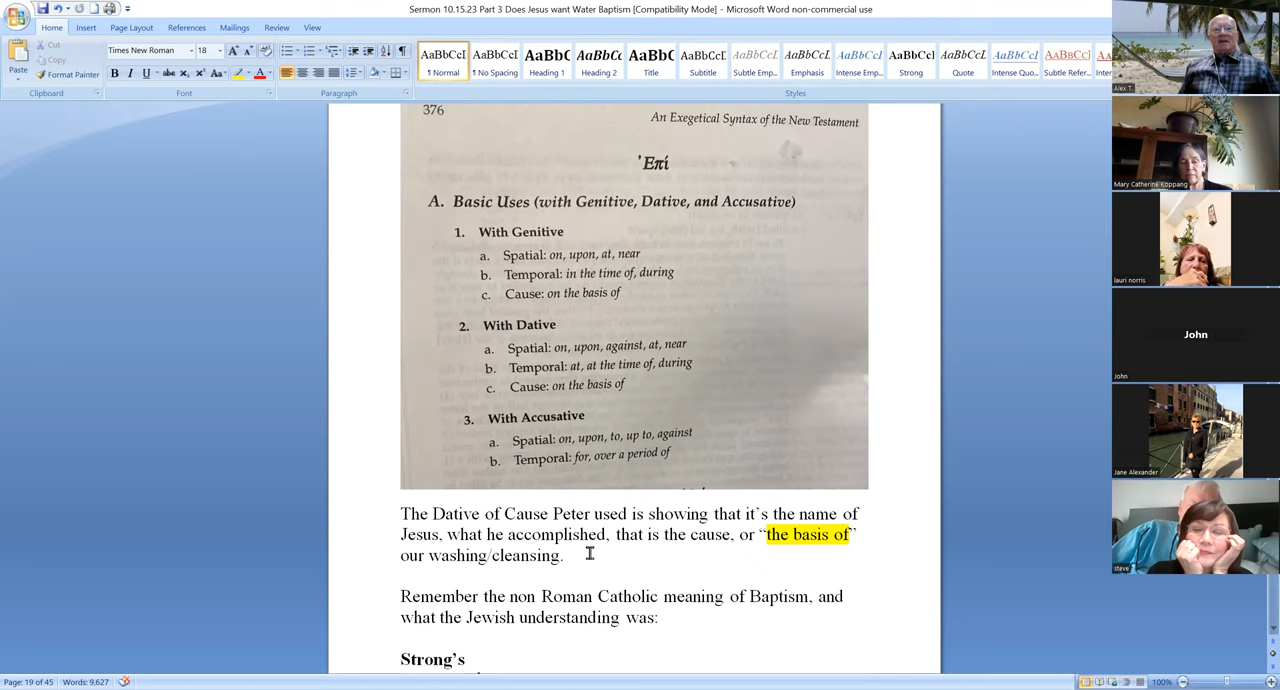 Sermon 10.15.23 Part 3 Does Jesus want Water Baptism [Compatibility Mode] - Microsoft Word non-commercial use
Home Insert Page Layout References Mailings Review View
Paste
Cut
Copy
Format Painter
Clipboard
Times New Roman 18
Font
Paragraph
AaBbCcI AaBbCcI AaBbC AaBbCc AaBbC AaBbCcI AaBbCcL AaBbCcL AaBbCcL AaBbCcI AaBbCcL AaBbCcL AaBbCcL
¶ Normal ¶ No Spacing Heading 1 Heading 2 Title Subtitle Subtle Emp... Emphasis Intense Emp... Strong Quote Intense Quo... Subtle Refer... Inter
Styles
376 An Exegetical Syntax of the New Testament
Ἐπί
A. Basic Uses (with Genitive, Dative, and Accusative)
1. With Genitive
a. Spatial: on, upon, at, near
b. Temporal: in the time of, during
c. Cause: on the basis of
2. With Dative
a. Spatial: on, upon, against, at, near
b. Temporal: at, at the time of, during
c. Cause: on the basis of
3. With Accusative
a. Spatial: on, upon, to, up to, against
b. Temporal: for, over a period of
The Dative of Cause Peter used is showing that it's the name of
Jesus, what he accomplished, that is the cause, or “the basis of”
our washing/cleansing.
Remember the non Roman Catholic meaning of Baptism, and
what the Jewish understanding was:
Strong's
Page: 19 of 45 Words: 9,627
100%
Alex T.
Mary Catherine Koppang
lauri norris
John
John
Jane Alexander
steve